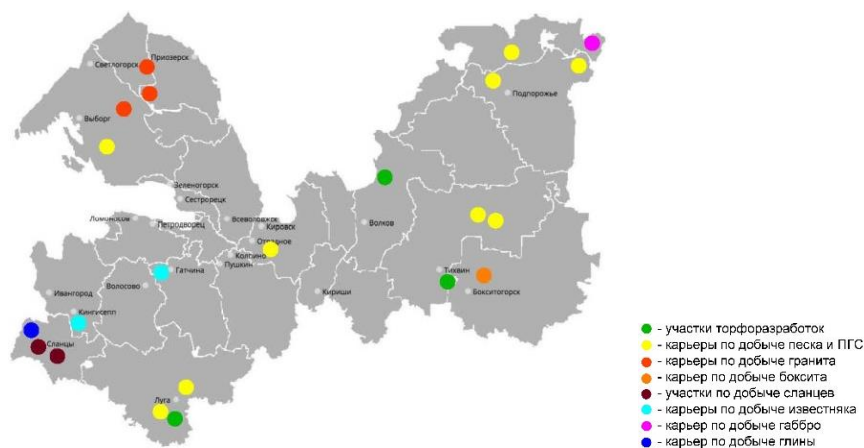 Светлогорск
Приозерск
Выборг
Подпорожье
Зеленогорск
Сестрорецк
Ломоносов
Петродворец
Всеволожск
Кировск
Волхов
Отрадное
Колпино
Пушкин
Гатчина
Тихвин
Волосово
Ивангород
Кириши
Бокситогорск
Кингисепп
Сланцы
Луга
- участки торфоразработок
- карьеры по добыче песка и ПГС
- карьеры по добыче гранита
- карьер по добыче боксита
- участки по добыче сланцев
- карьеры по добыче известняка
- карьер по добыче габбро
- карьер по добыче глины